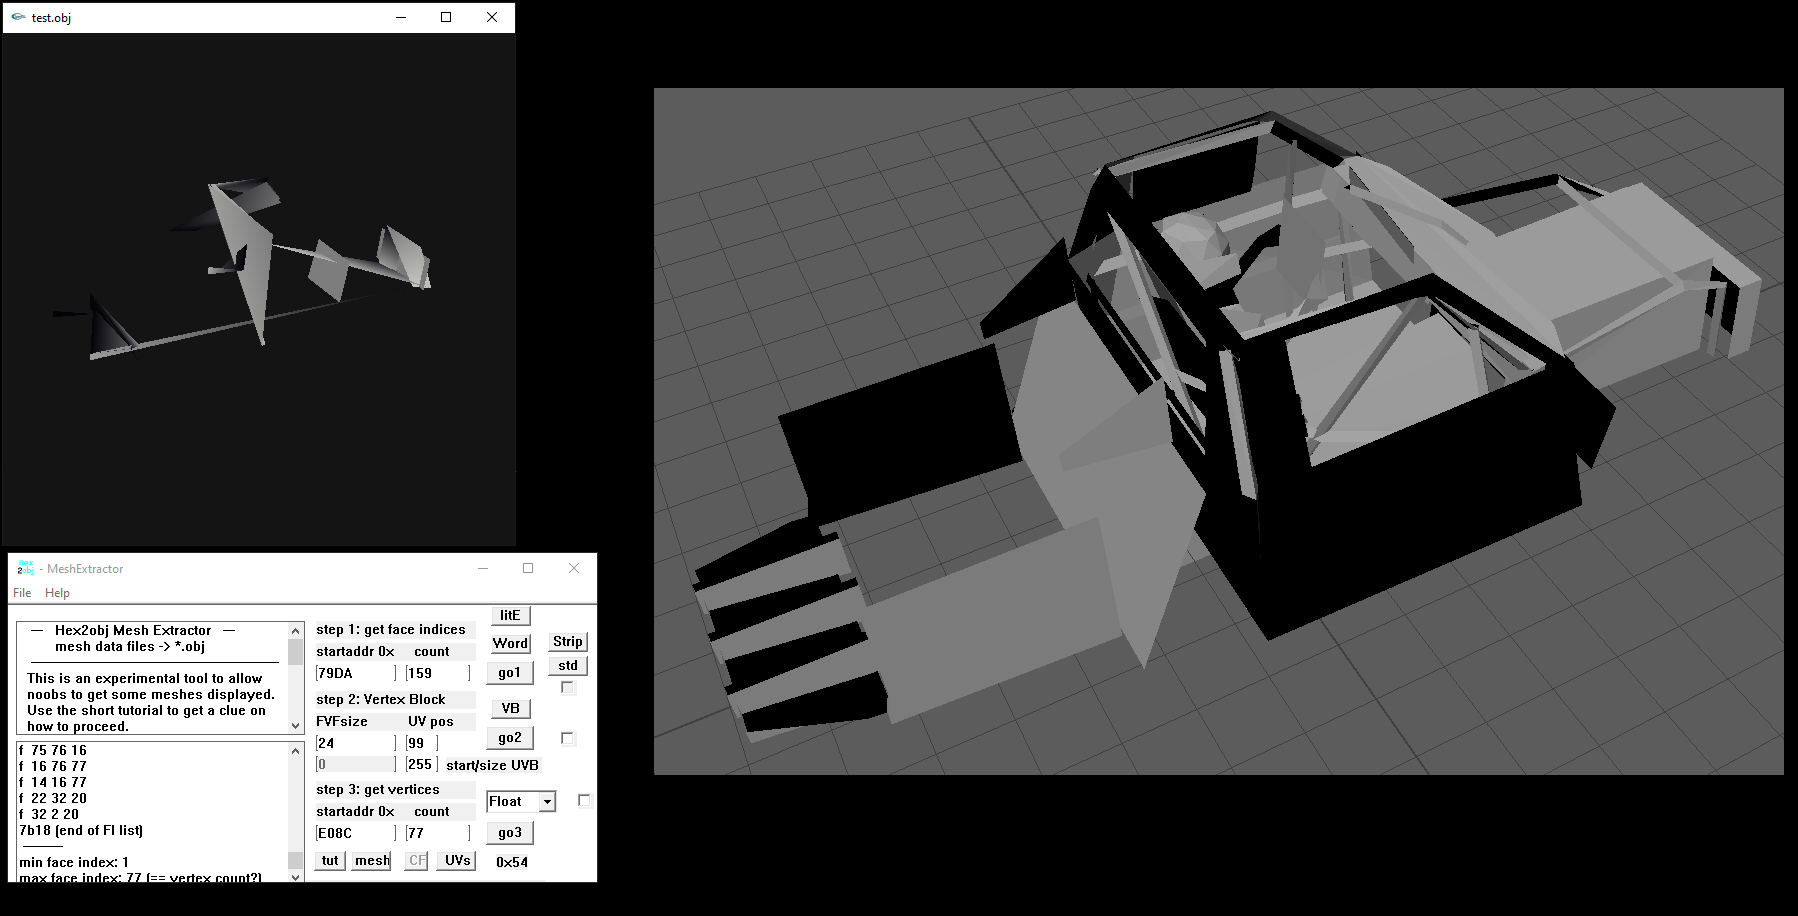 test.obj
- MeshExtractor
File Help
— Hex2obj Mesh Extractor —
mesh data files -> *.obj
This is an experimental tool to allow
noobs to get some meshes displayed.
Use the short tutorial to get a clue on
how to proceed.
f 75 76 16
f 16 76 77
f 14 16 77
f 22 32 20
f 32 2 20
7b18 (end of FI list)
min face index: 1
max face index: 77 (== vertex count?)
step 1: get face indices
startaddr 0x count
79DA 159
step 2: Vertex Block
FVFsize UV pos
24 99
0 255 start/size UVB
step 3: get vertices
startaddr 0x count
E08C 77
tut mesh CF UVs 0x54
litE
Word Strip
go1 std
VB
go2
Float
go3